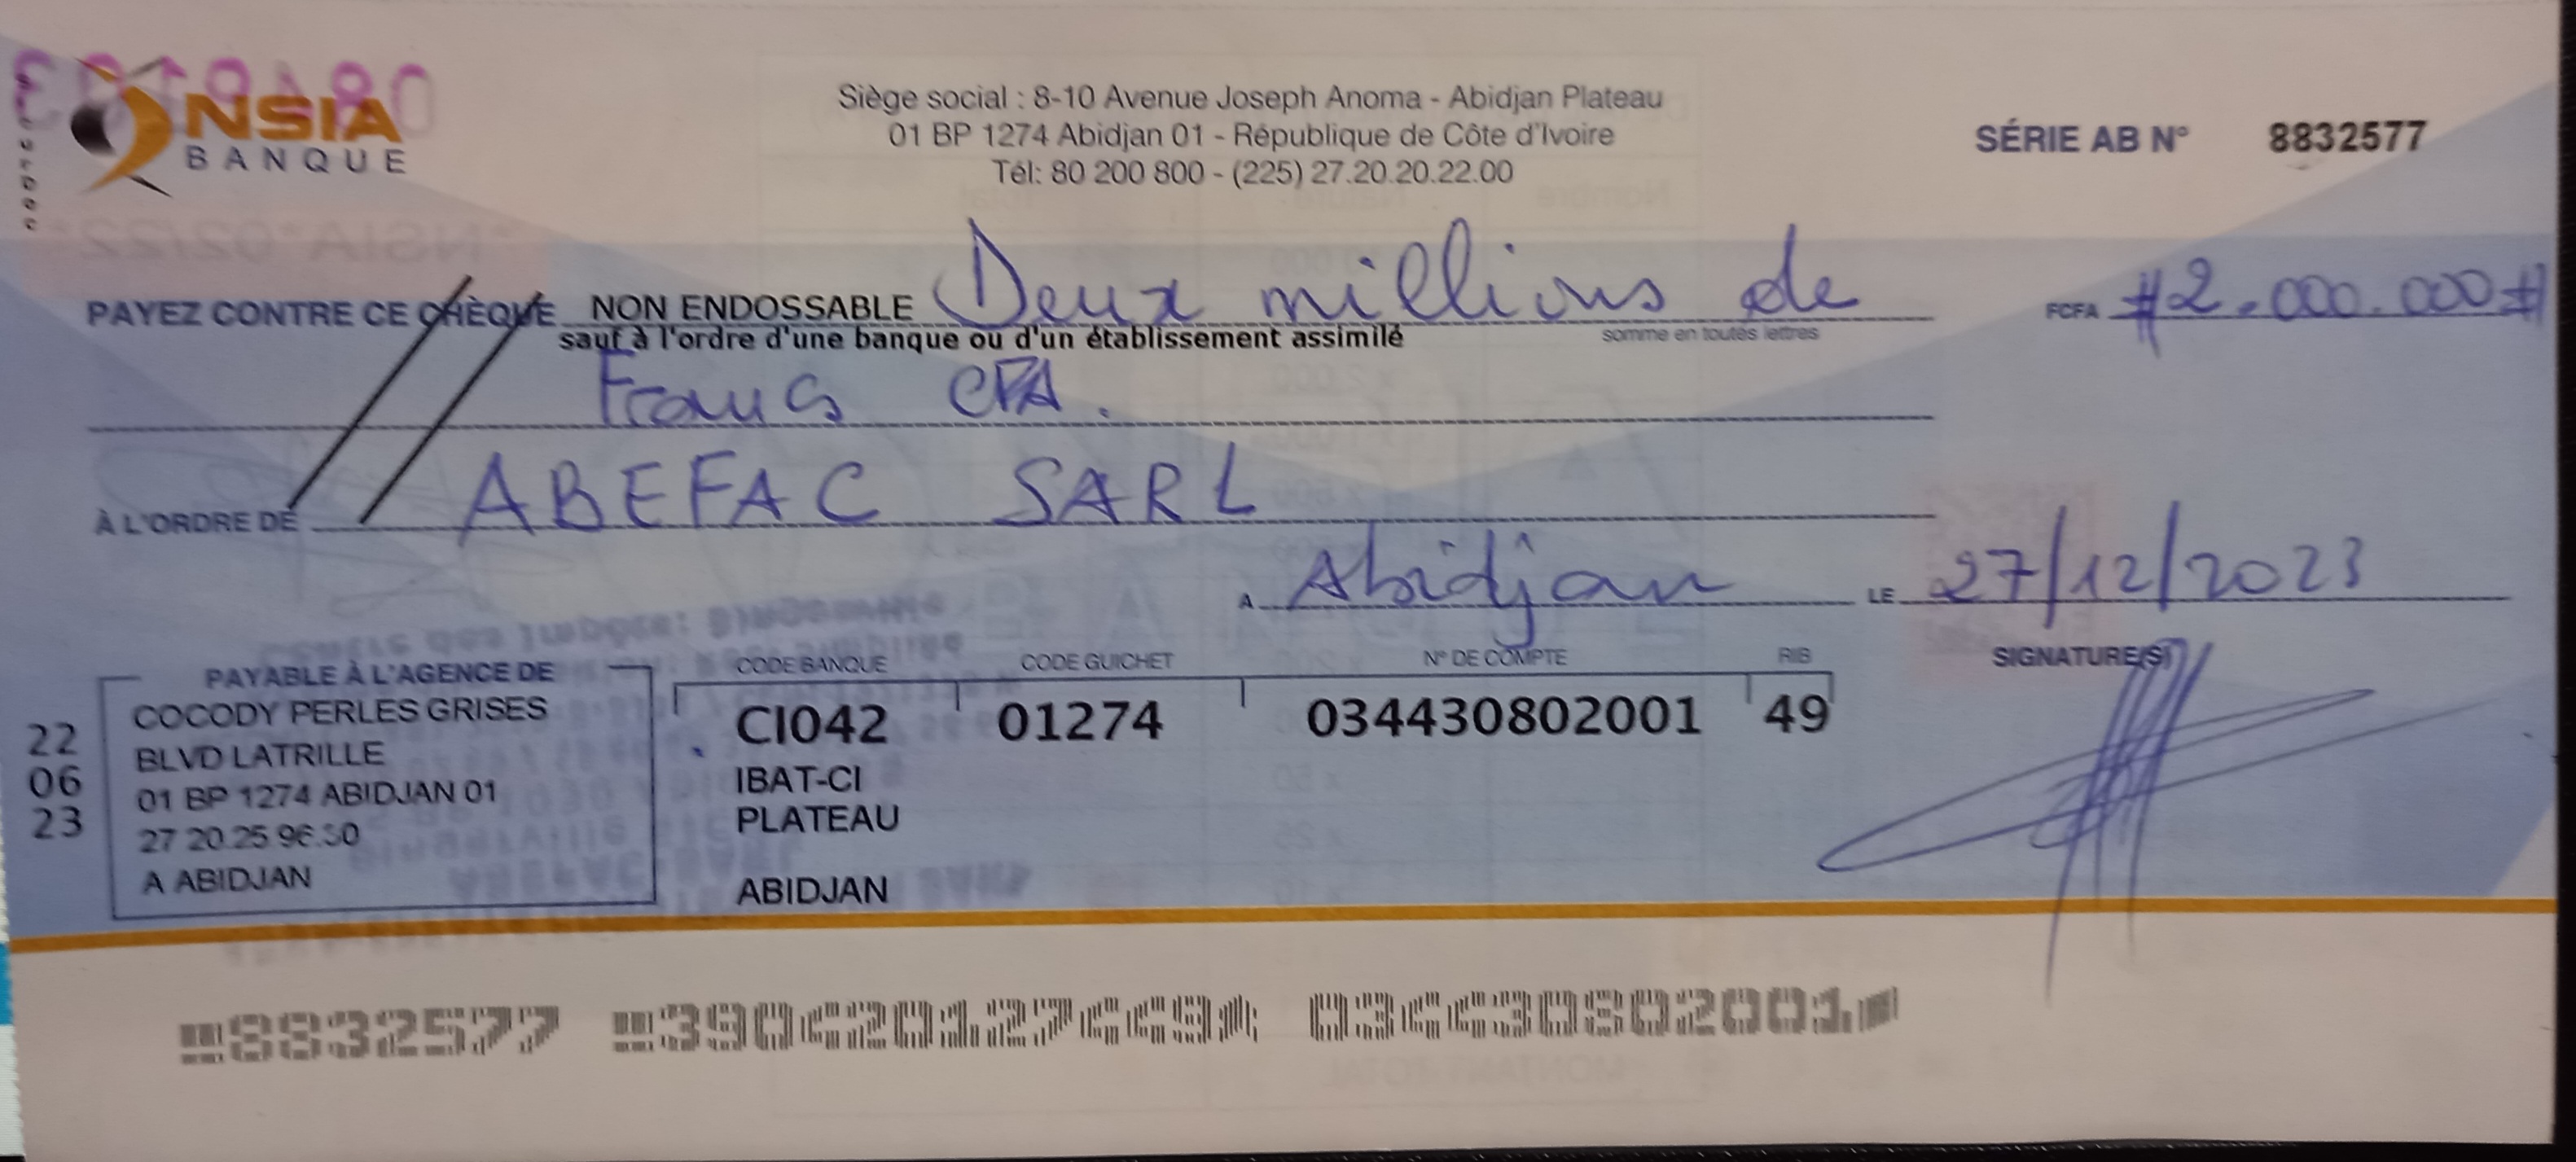 NSIA
BANQUE
Siège social : 8-10 Avenue Joseph Anoma - Abidjan Plateau
01 BP 1274 Abidjan 01 - République de Côte d'Ivoire
Tél: 80 200 800 - (225) 27.20.20.22.00
SÉRIE AB N° 8832577
PAYEZ CONTRE CE CHÈQUE NON ENDOSSABLE Deux millions de
sauf à l'ordre d'une banque ou d'un établissement assimilé
somme en toutes lettres
FCFA #2.000.000#
Francs CFA.
À L'ORDRE DE ABEFAC SARL
A Abidjan LE 27/12/2023
SIGNATURE(S)
PAYABLE À L'AGENCE DE
COCODY PERLES GRISES
BLVD LATRILLE
01 BP 1274 ABIDJAN 01
27 20.25 96.30
A ABIDJAN
22
06
23
CODE BANQUE CODE GUICHET N° DE COMPTE RIB
CI042 01274 034430802001 49
IBAT-CI
PLATEAU
ABIDJAN
8832577 390420127449 034430802001